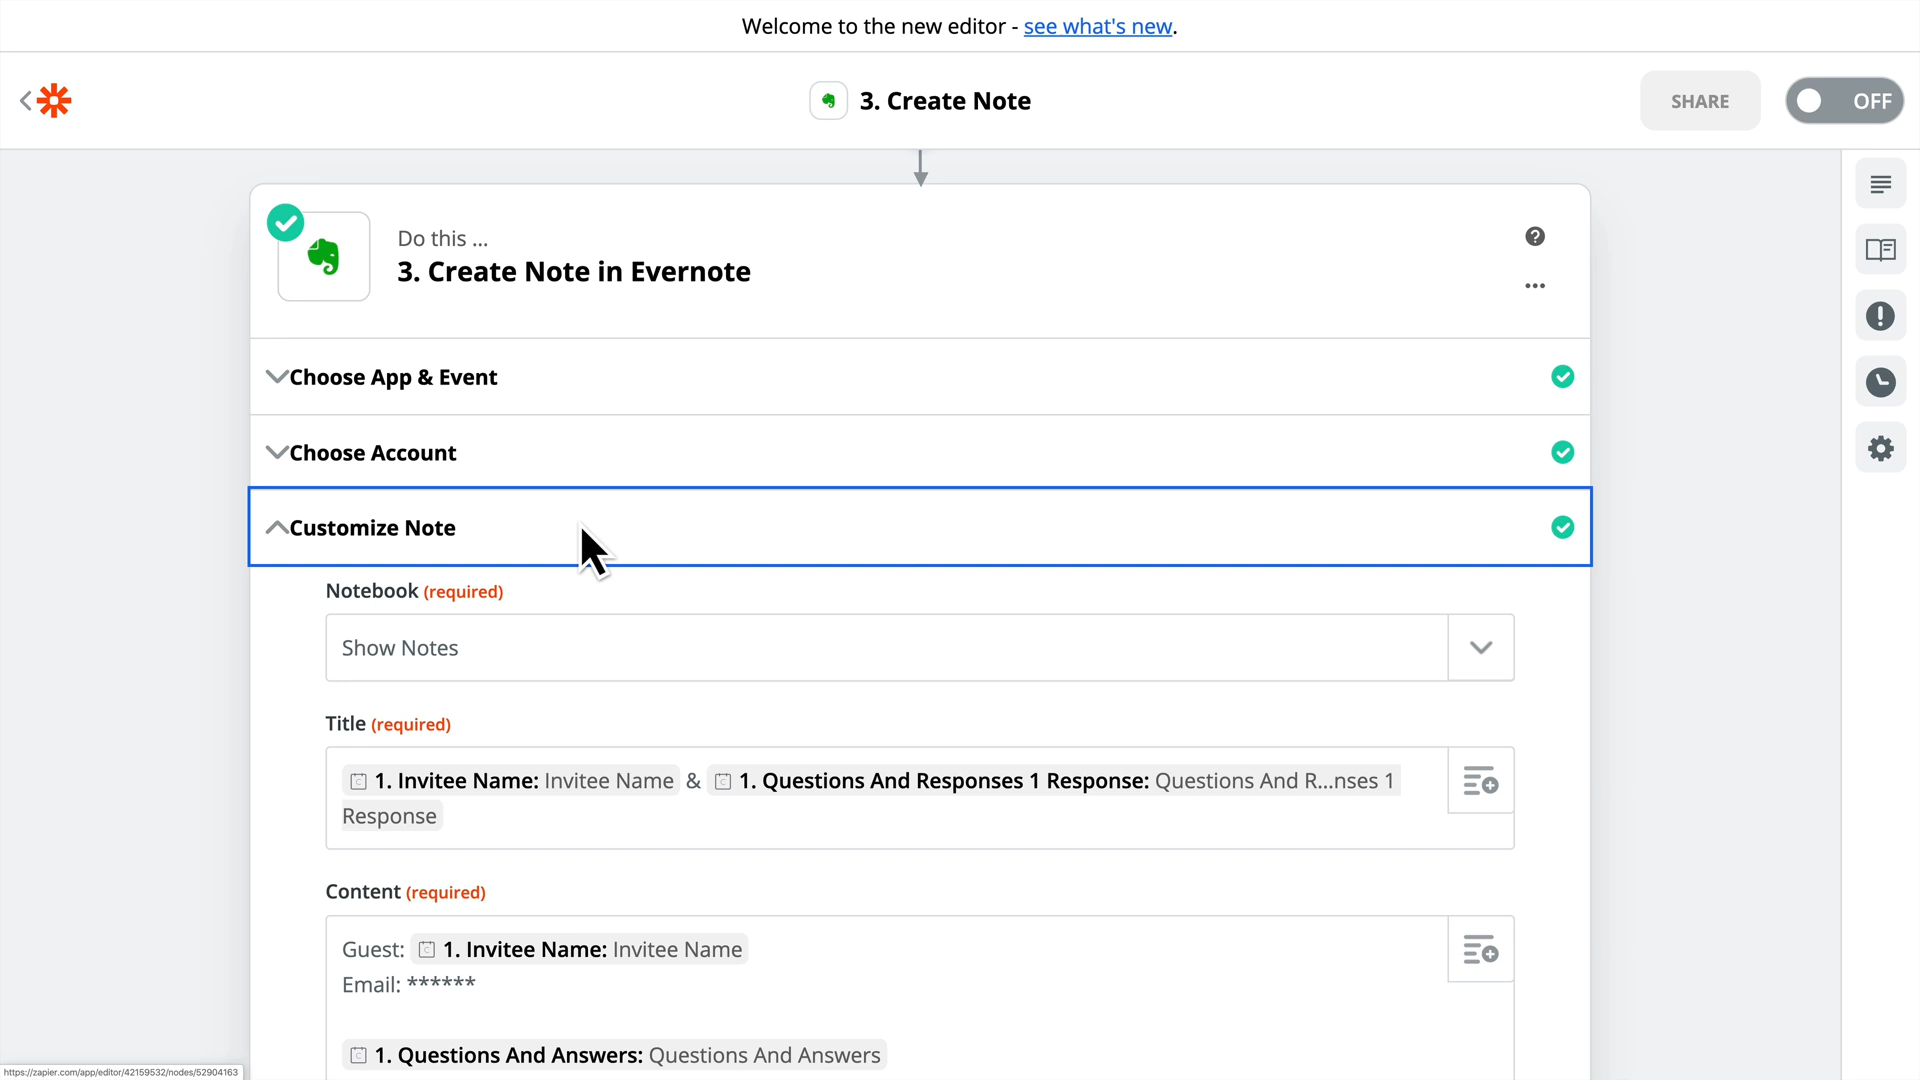 Welcome to the new editor - see what's new.
3. Create Note
SHARE
OFF
Do this ...
3. Create Note in Evernote
Choose App & Event
Choose Account
Customize Note
Notebook (required)
Show Notes
Title (required)
1. Invitee Name: Invitee Name & 1. Questions And Responses 1 Response: Questions And R...nses 1
Response
Content (required)
Guest: 1. Invitee Name: Invitee Name
Email: ******
1. Questions And Answers: Questions And Answers
https://zapier.com/app/editor/42159532/nodes/52904163